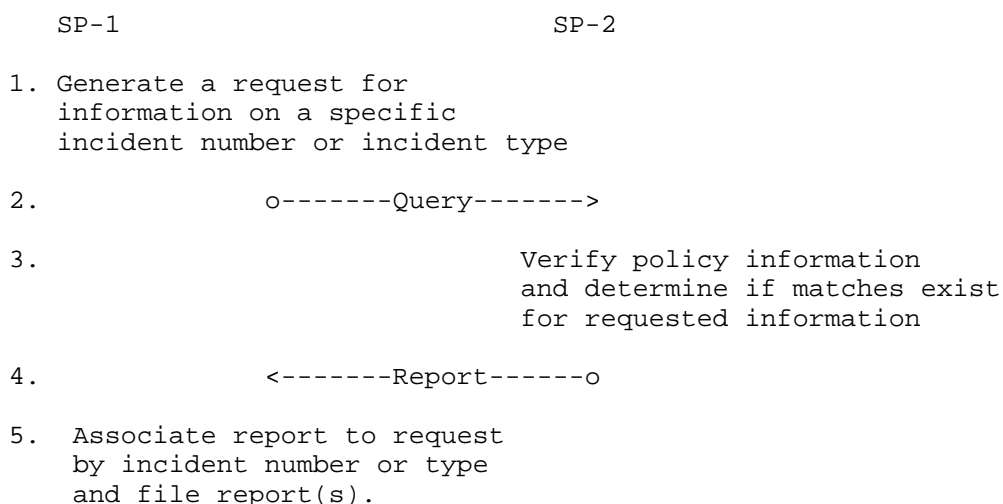 SP-1 SP-2
1. Generate a request for
information on a specific
incident number or incident type
2. o-------Query------->
3. Verify policy information
and determine if matches exist
for requested information
4. <-------Report------o
5. Associate report to request
by incident number or type
and file report(s).